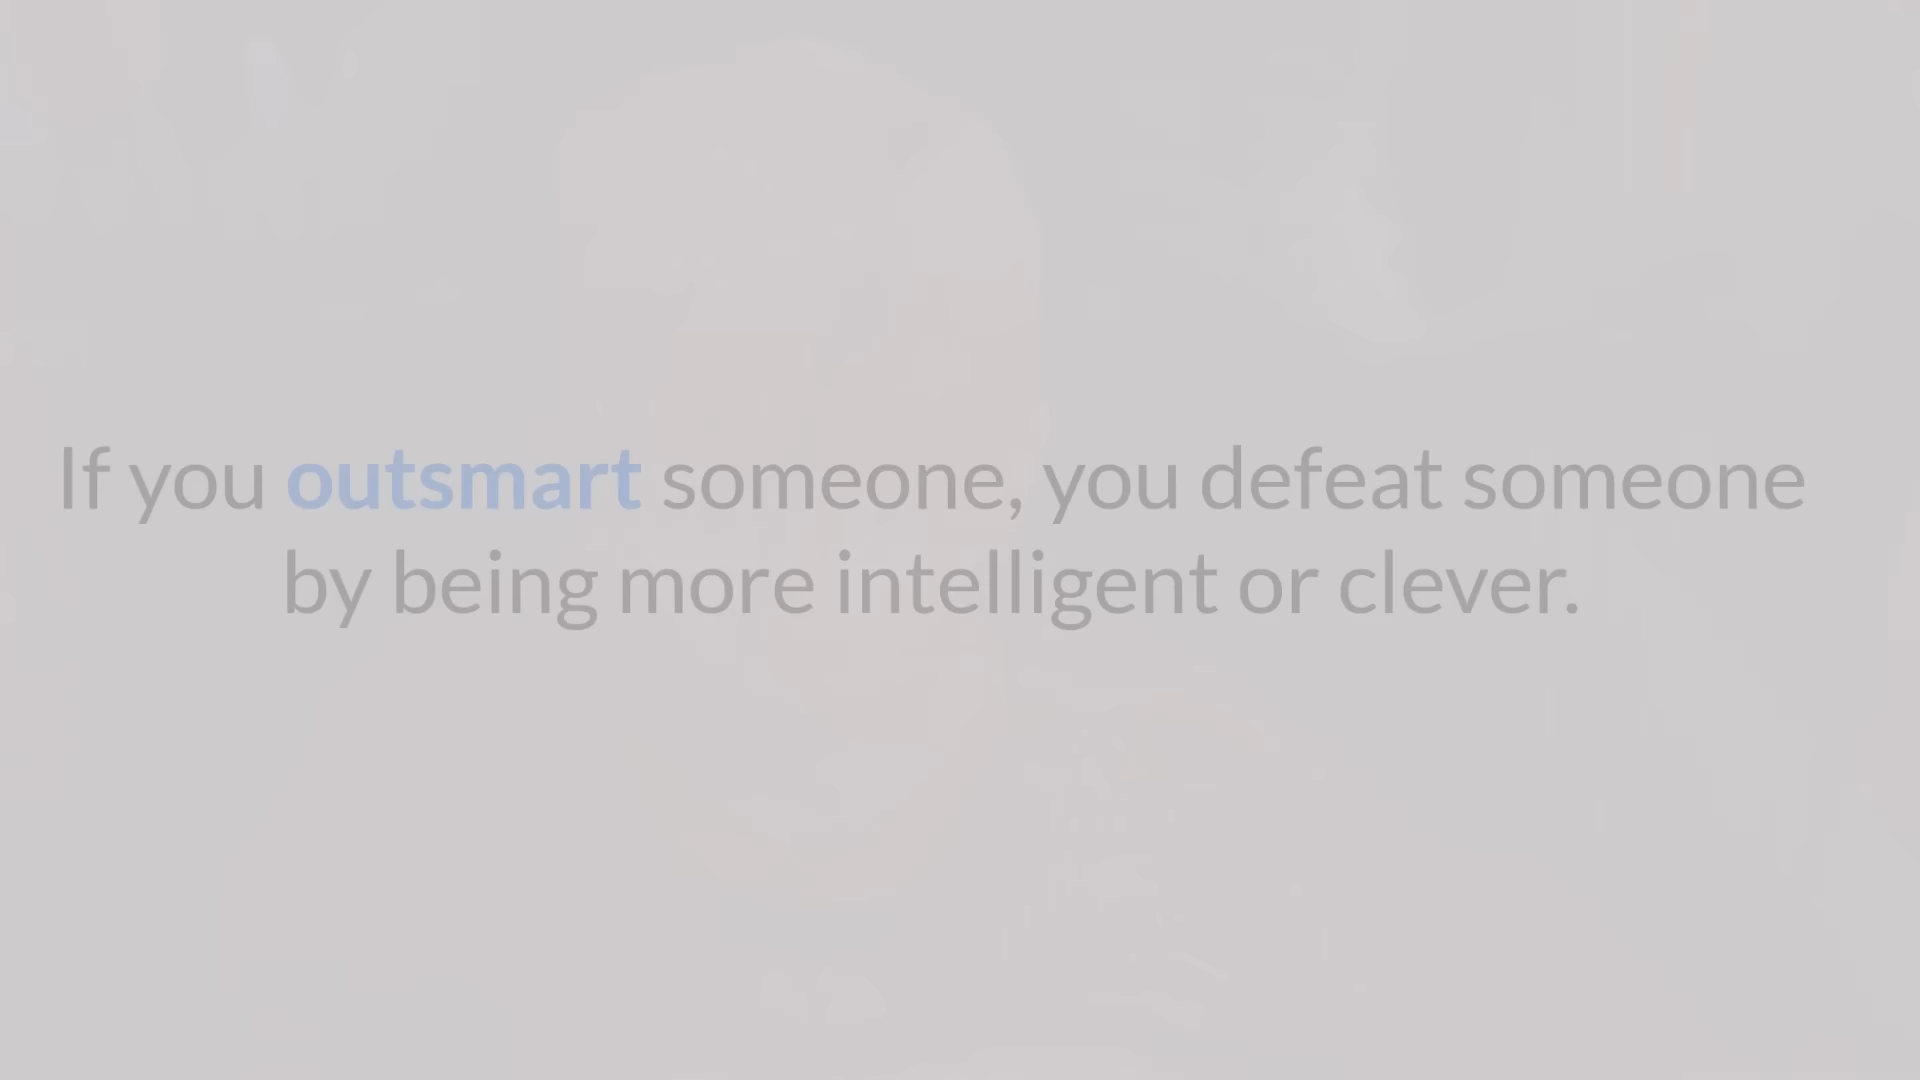 If you outsmart someone, you defeat someone
by being more intelligent or clever.